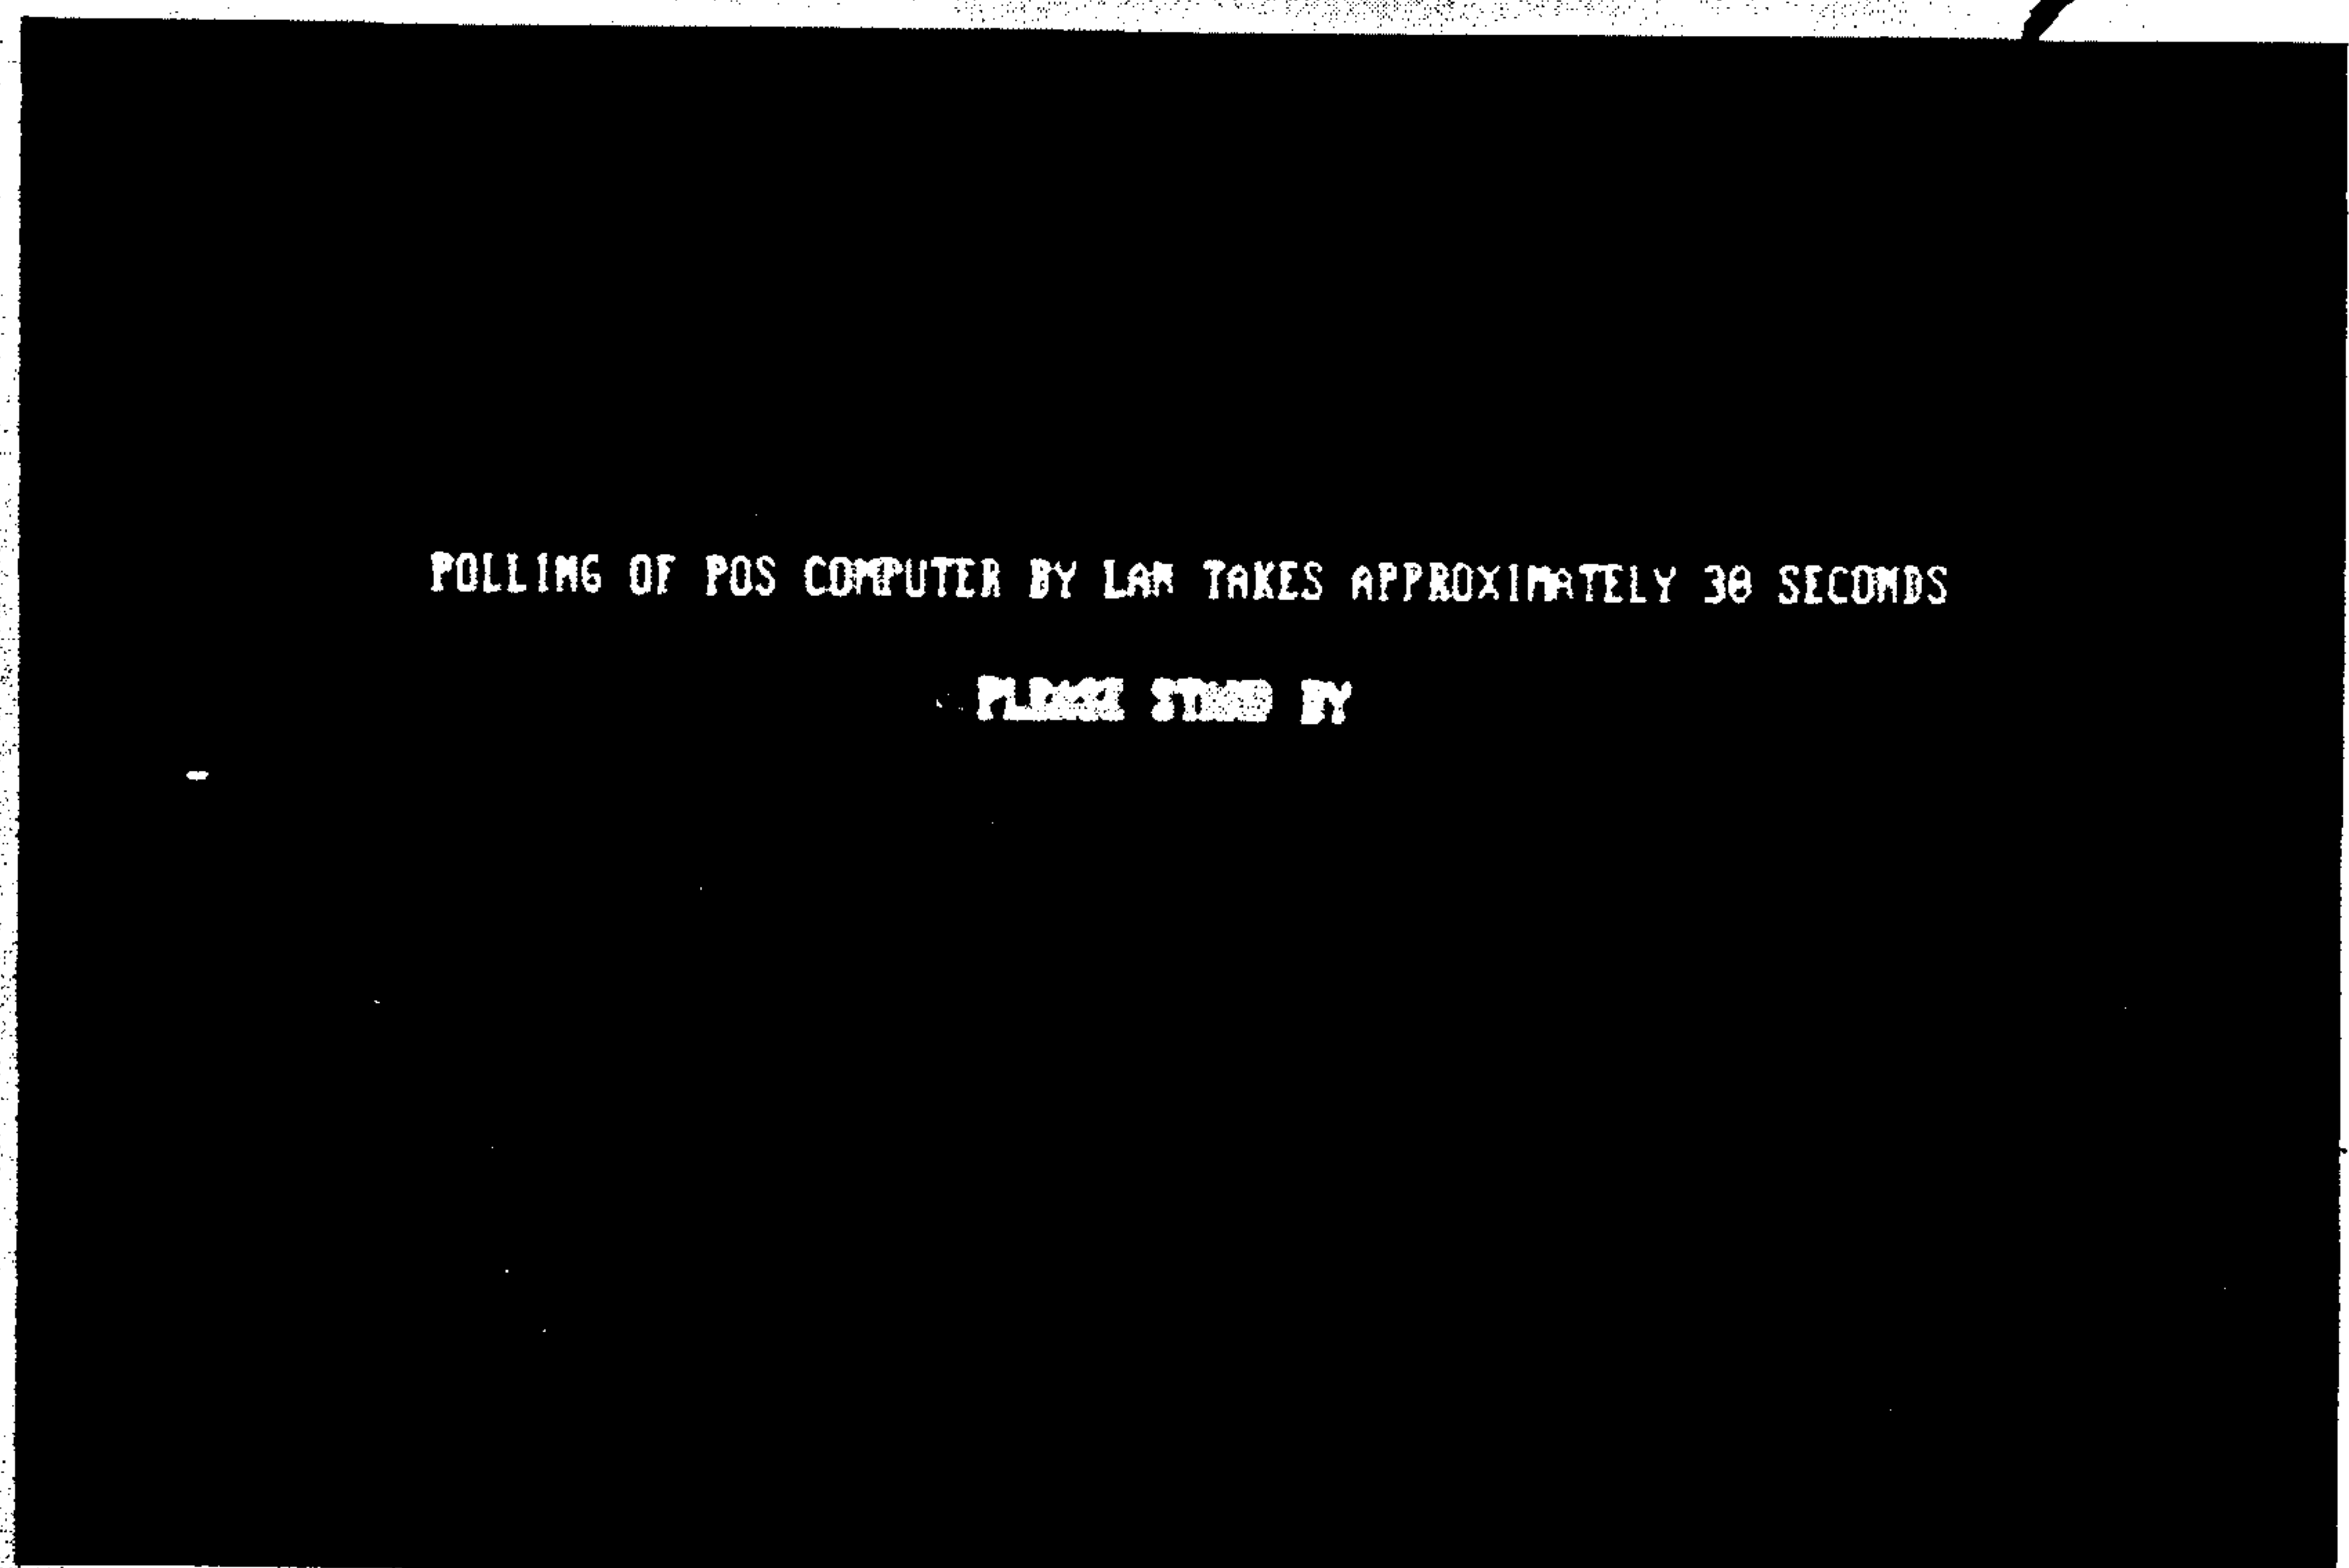 POLLING OF POS COMPUTER BY LAN TAKES APPROXIMATELY 30 SECONDS
PLEASE STAND BY